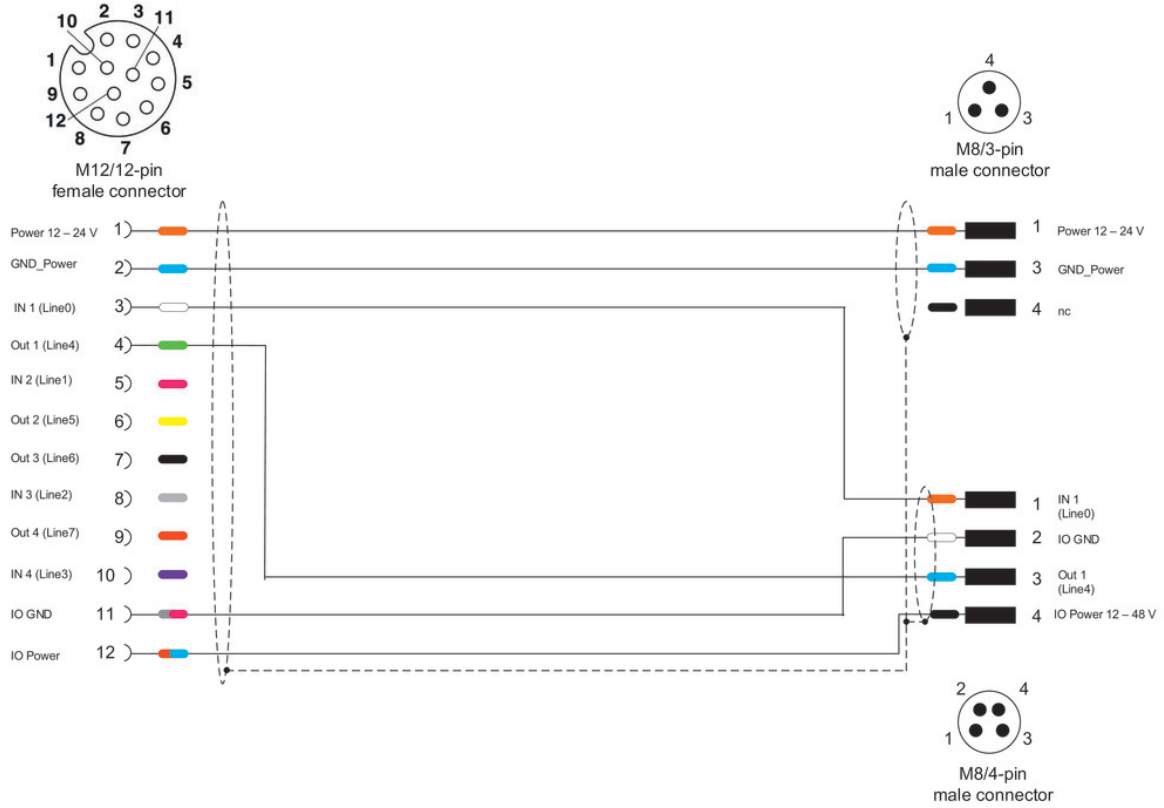 2 3 11
10
4
1
5
9
12
6
8
7
M12/12-pin
female connector
4
1 3
M8/3-pin
male connector
Power 12 – 24 V 1
GND_Power 2
IN 1 (Line0) 3
Out 1 (Line4) 4
IN 2 (Line1) 5
Out 2 (Line5) 6
Out 3 (Line6) 7
IN 3 (Line2) 8
Out 4 (Line7) 9
IN 4 (Line3) 10
IO GND 11
IO Power 12
1 Power 12 – 24 V
3 GND_Power
4 nc
1 IN 1
(Line0)
2 IO GND
3 Out 1
(Line4)
4 IO Power 12 – 48 V
2 4
1 3
M8/4-pin
male connector